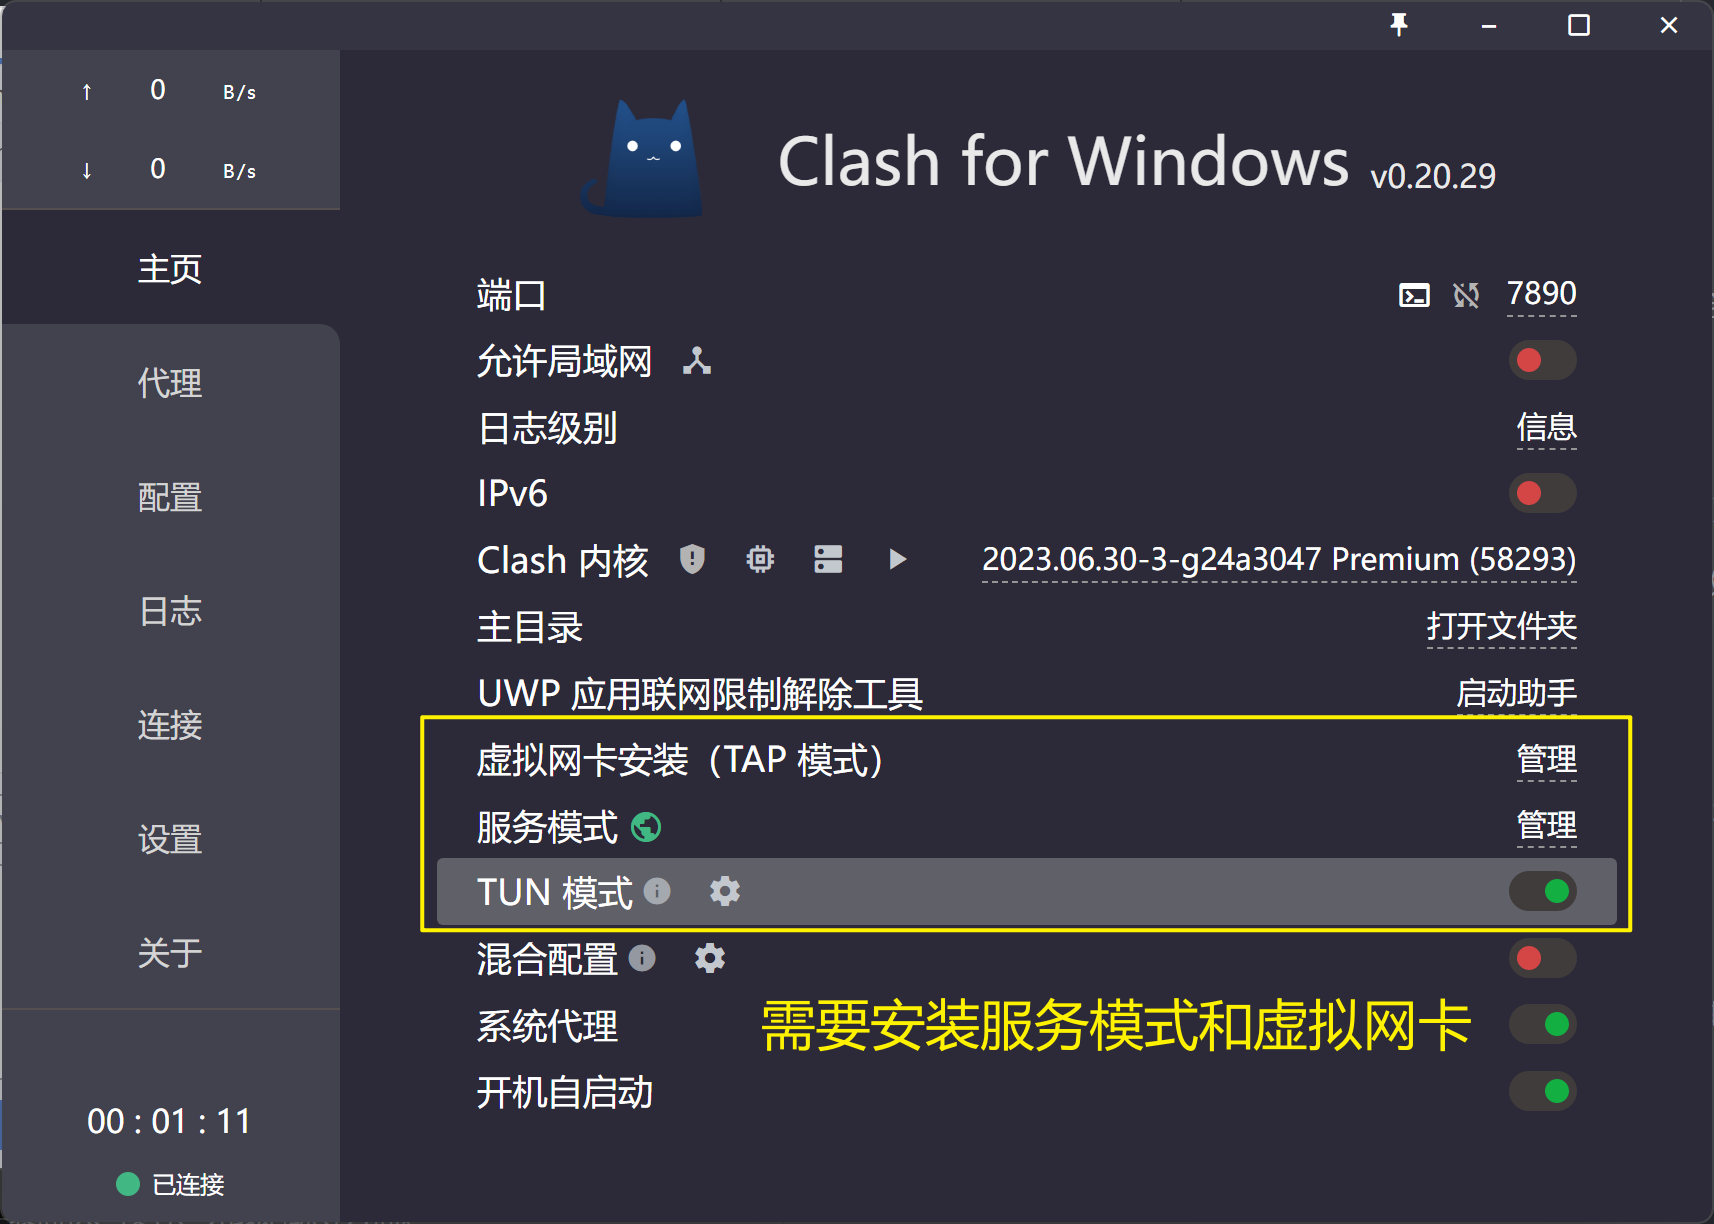 ↑ 0 B/s
↓ 0 B/s
主页
代理
配置
日志
连接
设置
关于
00 : 01 : 11
已连接
Clash for Windows v0.20.29
端口 7890
允许局域网
日志级别 信息
IPv6
Clash 内核 2023.06.30-3-g24a3047 Premium (58293)
主目录 打开文件夹
UWP 应用联网限制解除工具 启动助手
虚拟网卡安装（TAP 模式） 管理
服务模式 管理
TUN 模式
混合配置
系统代理
需要安装服务模式和虚拟网卡
开机自启动